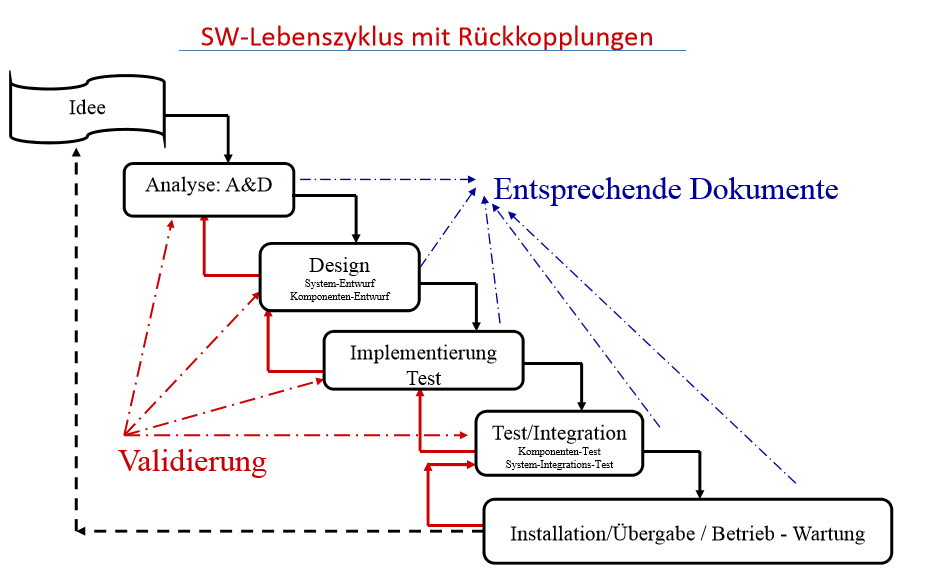 SW-Lebenszyklus mit Rückkopplungen
Idee
Analyse: A&D
Entsprechende Dokumente
Design
System-Entwurf
Komponenten-Entwurf
Implementierung
Test
Test/Integration
Komponenten-Test
System-Integrations-Test
Validierung
Installation/Übergabe / Betrieb - Wartung